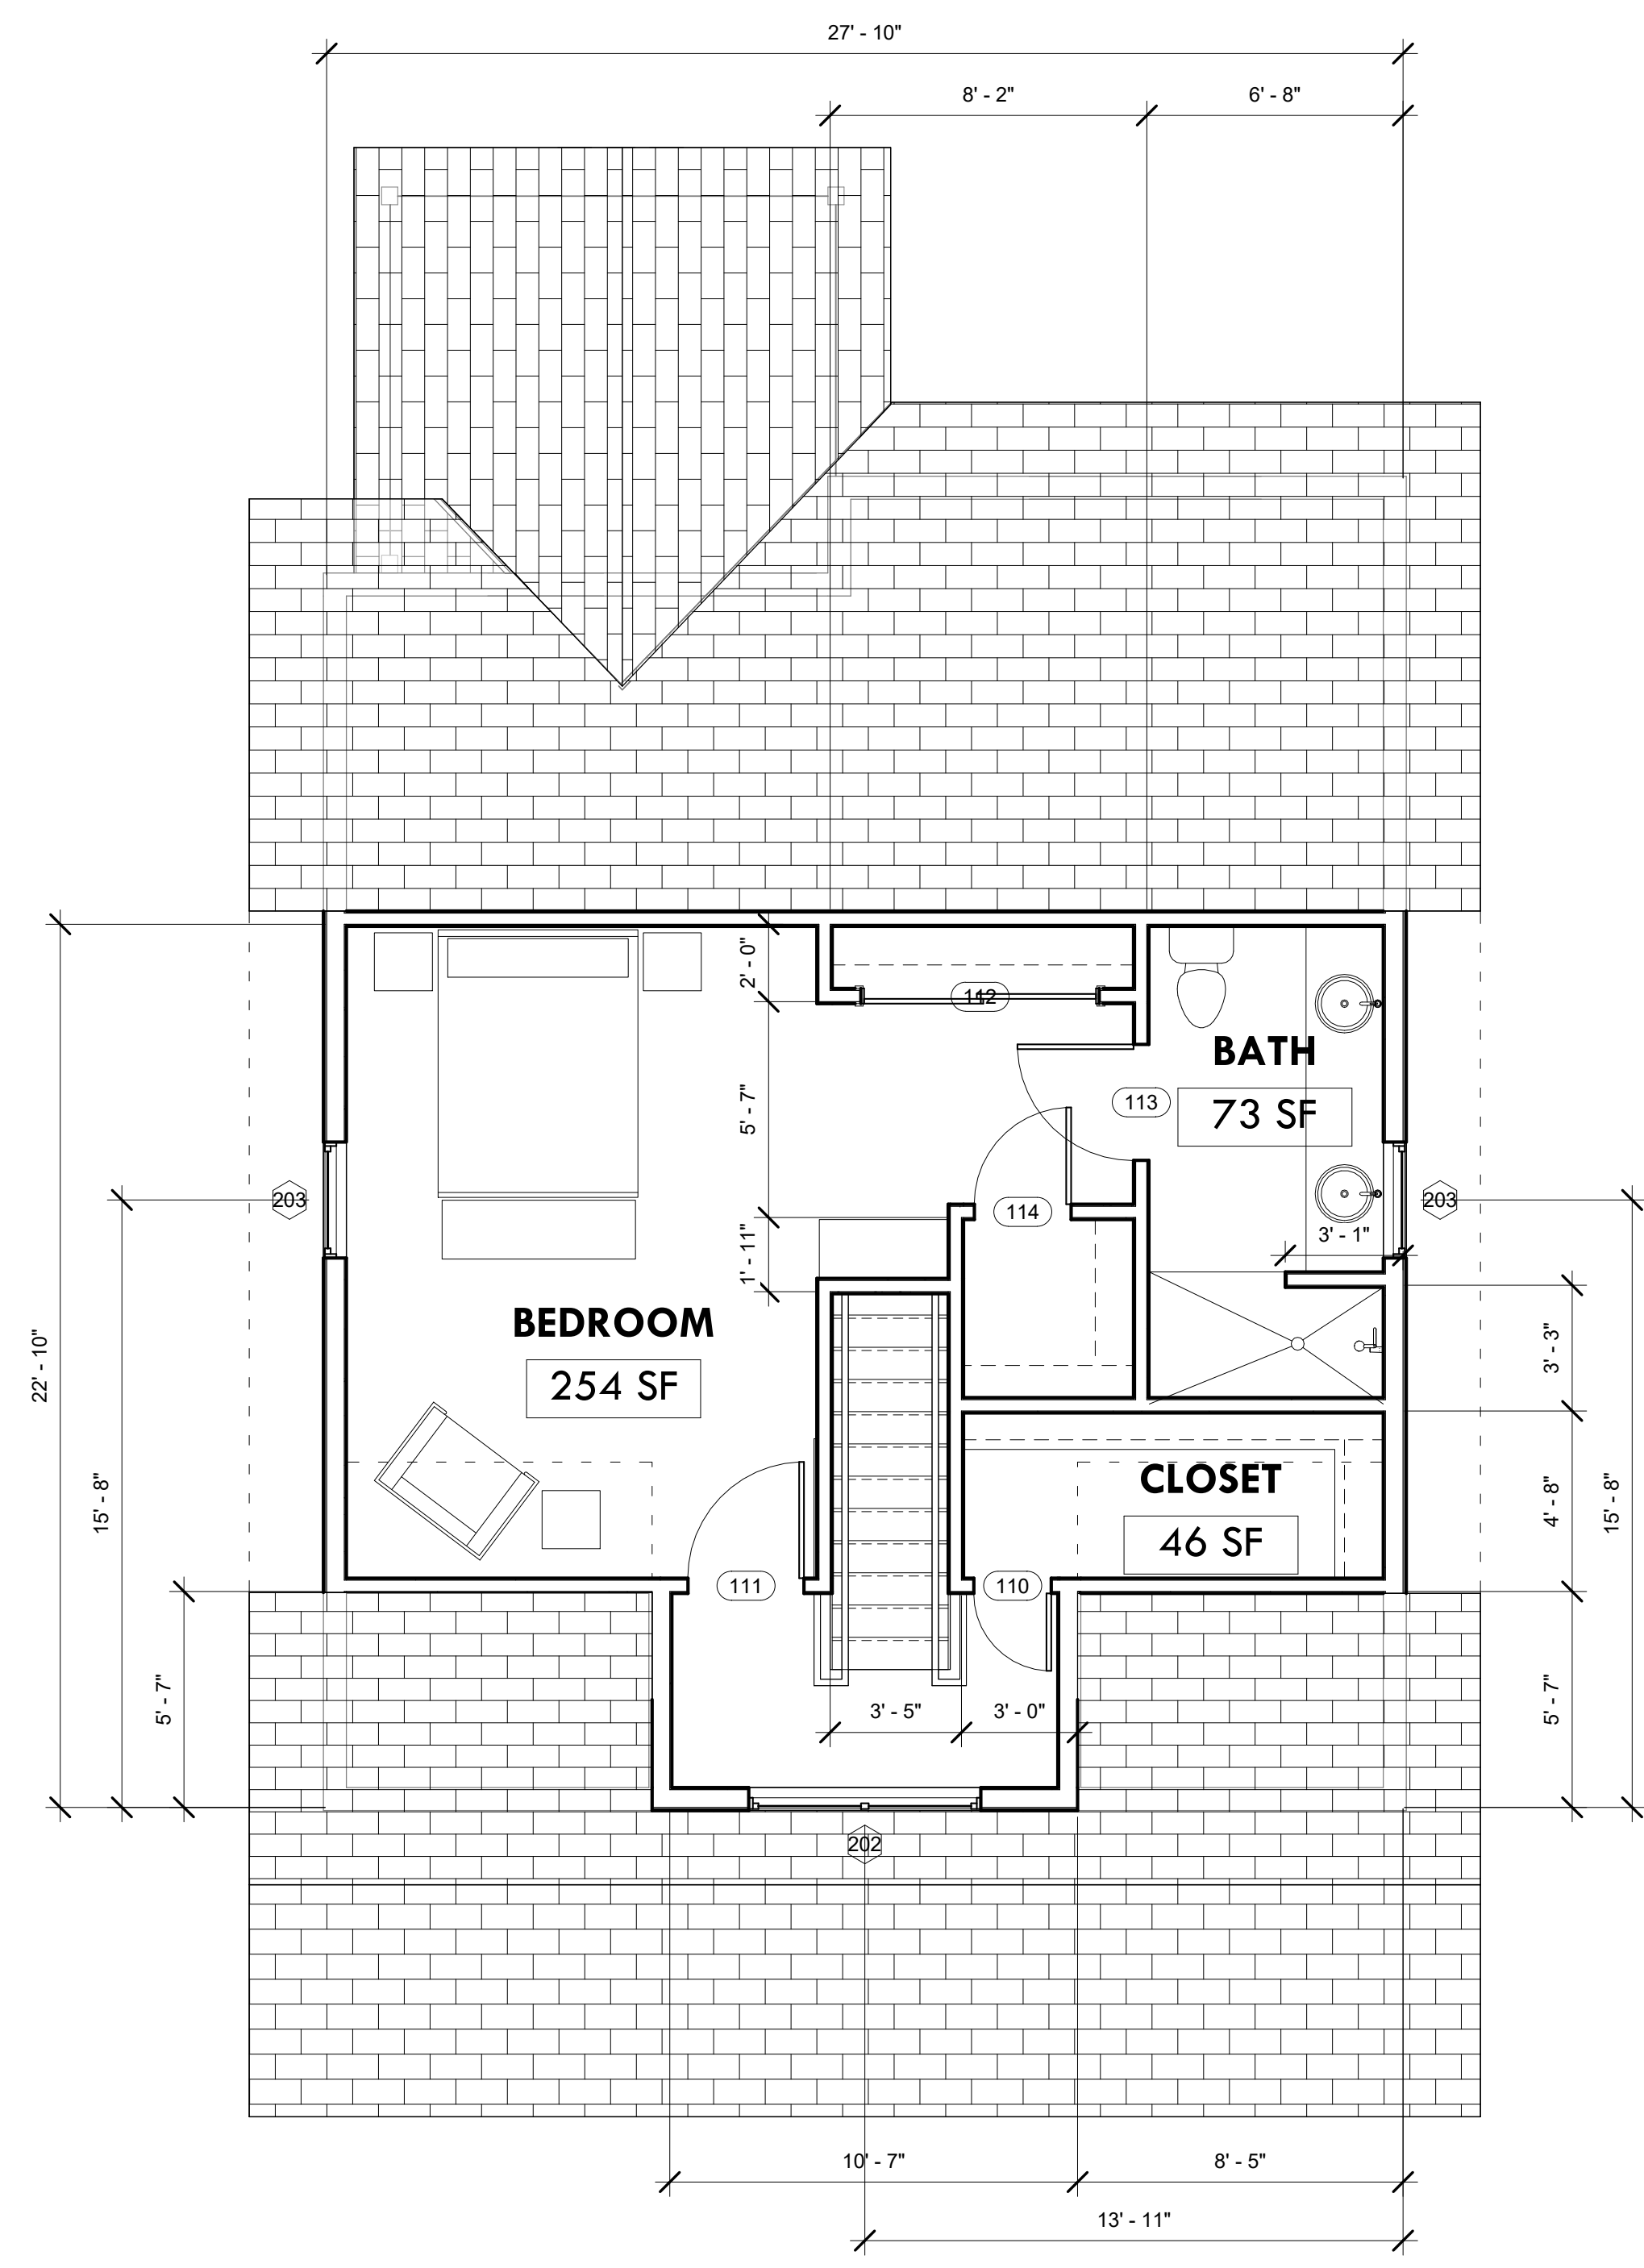 27' - 10"
8' - 2"
6' - 8"
2' - 0"
112
BATH
73 SF
113
5' - 7"
203
114
203
3' - 1"
1' - 11"
BEDROOM
254 SF
22' - 10"
3' - 3"
CLOSET
46 SF
15' - 8"
4' - 8"
15' - 8"
111
110
5' - 7"
3' - 5"
3' - 0"
5' - 7"
202
10' - 7"
8' - 5"
13' - 11"